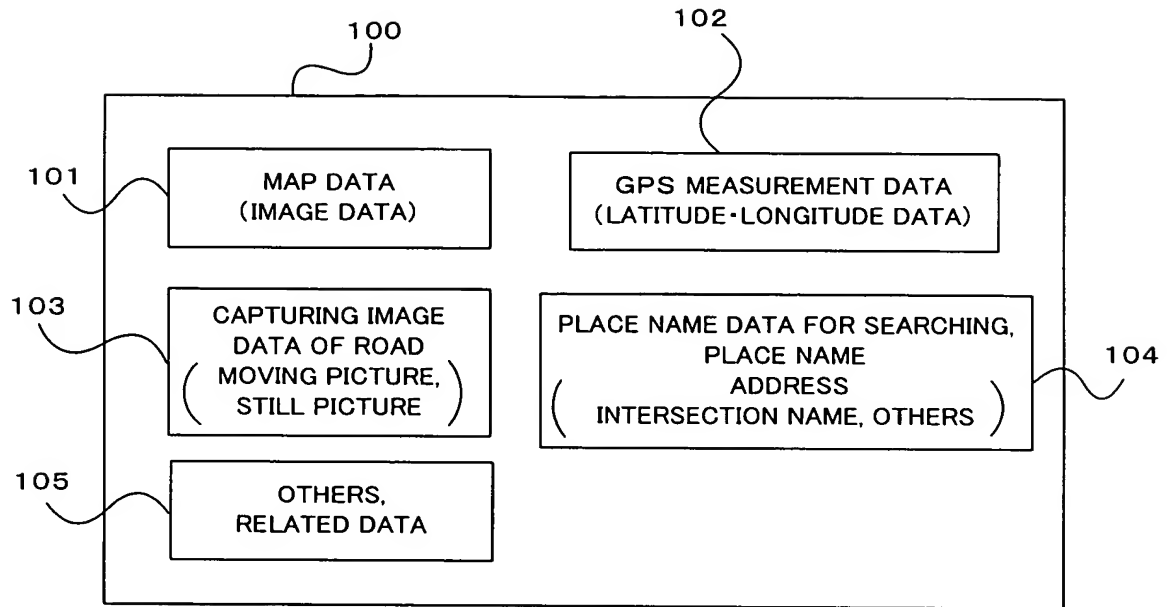 100
102
101
MAP DATA
(IMAGE DATA)
GPS MEASUREMENT DATA
(LATITUDE・LONGITUDE DATA)
103
CAPTURING IMAGE
DATA OF ROAD
(MOVING PICTURE,
STILL PICTURE)
PLACE NAME DATA FOR SEARCHING,
(PLACE NAME
ADDRESS
INTERSECTION NAME, OTHERS)
104
105
OTHERS,
RELATED DATA